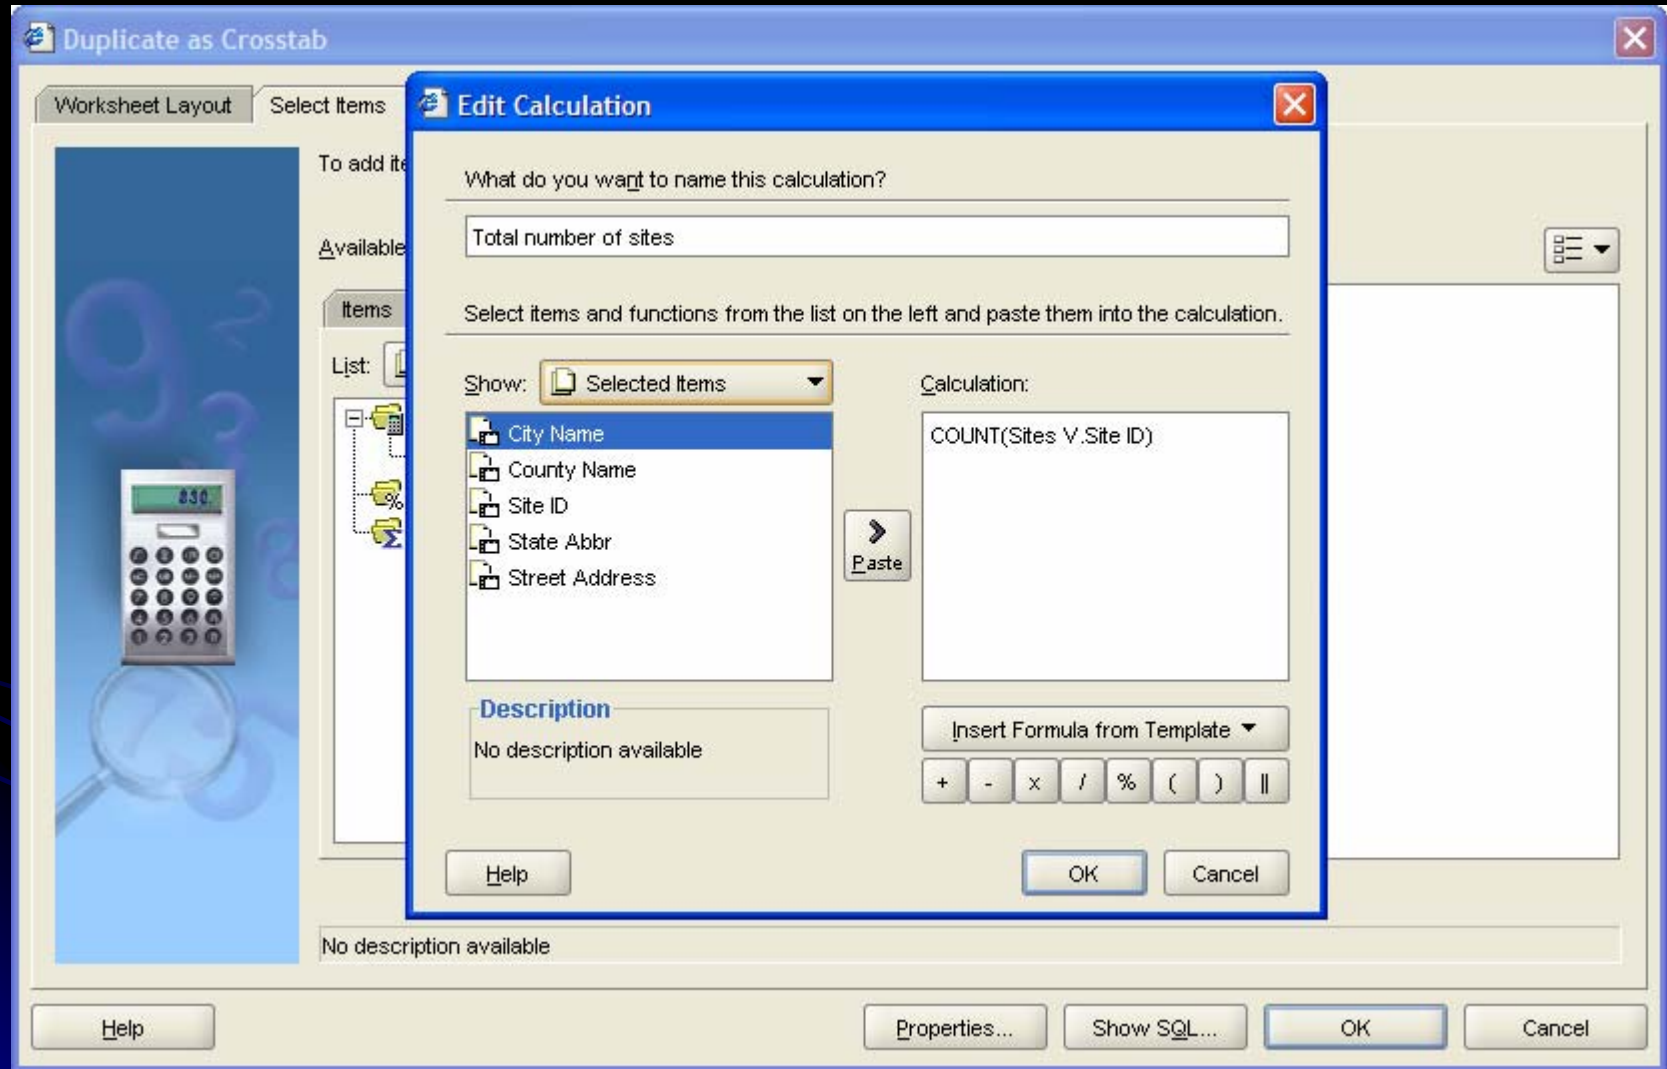 Duplicate as Crosstab
Worksheet Layout
Select Items
To add ite
Available
Items
List:
No description available
Help
Properties...
Show SQL...
OK
Cancel
Edit Calculation
What do you want to name this calculation?
Total number of sites
Select items and functions from the list on the left and paste them into the calculation.
Show: Selected Items
City Name
County Name
Site ID
State Abbr
Street Address
Paste
Calculation:
COUNT(Sites V.Site ID)
Description
No description available
Insert Formula from Template
+ - x / % ( ) ||
Help
OK
Cancel